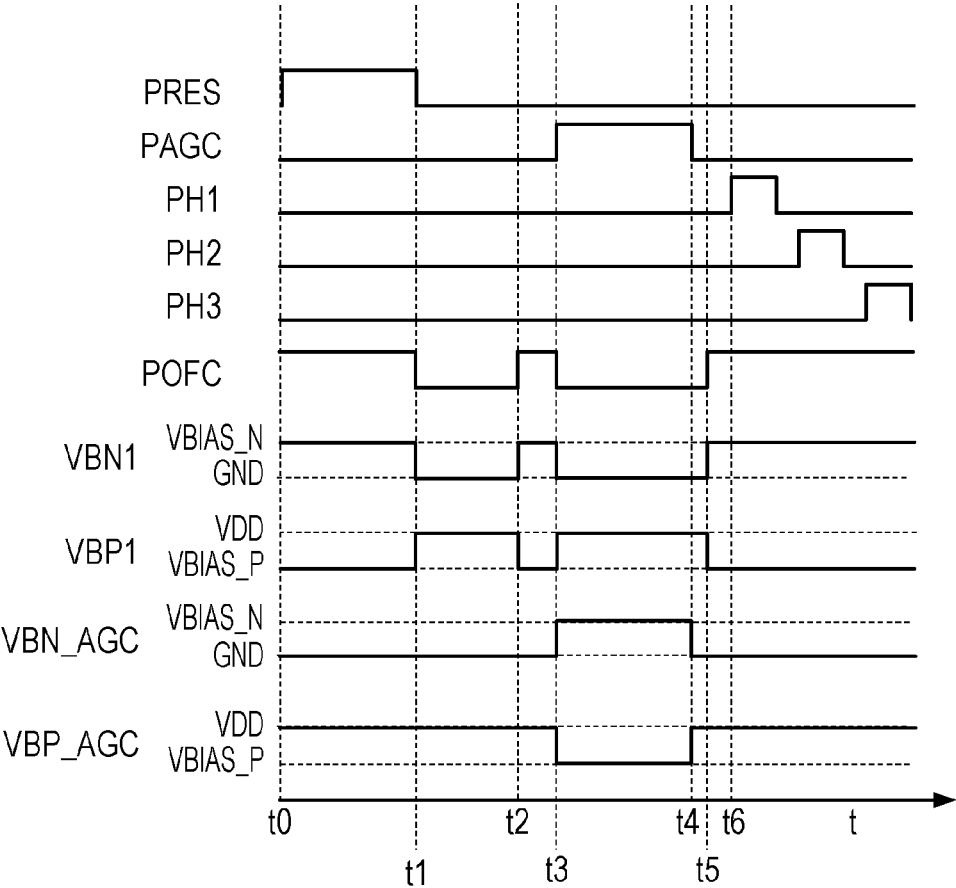 PRES
PAGC
PH1
PH2
PH3
POFC
VBN1
VBIAS_N
GND
VBP1
VDD
VBIAS_P
VBN_AGC
VBIAS_N
GND
VBP_AGC
VDD
VBIAS_P
t0 t2 t4 t6 t
t1 t3 t5